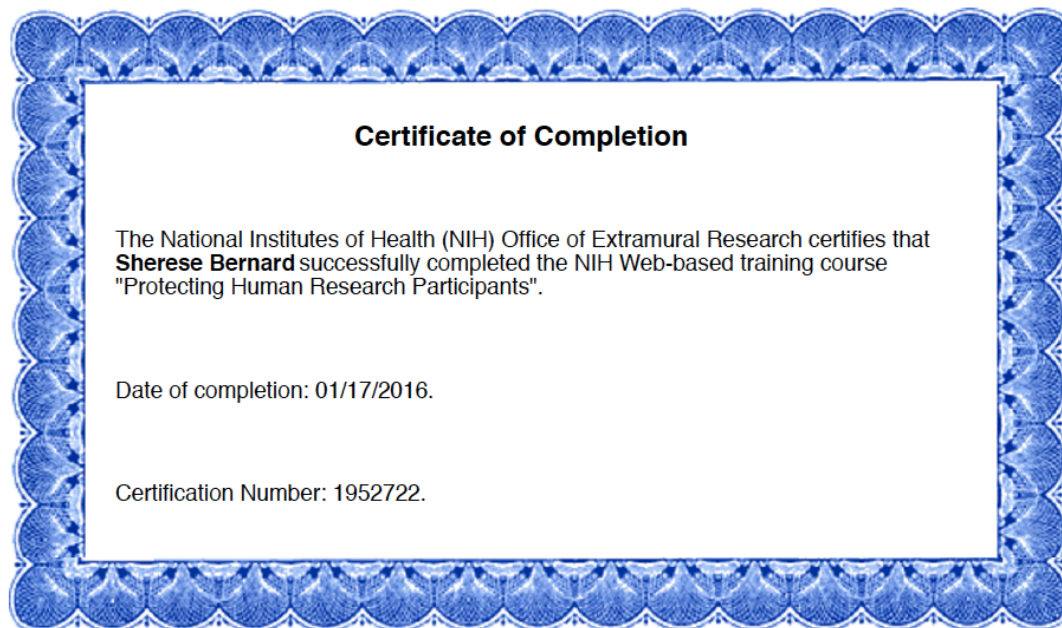 Certificate of Completion
The National Institutes of Health (NIH) Office of Extramural Research certifies that
Sherese Bernard successfully completed the NIH Web-based training course
"Protecting Human Research Participants".
Date of completion: 01/17/2016.
Certification Number: 1952722.